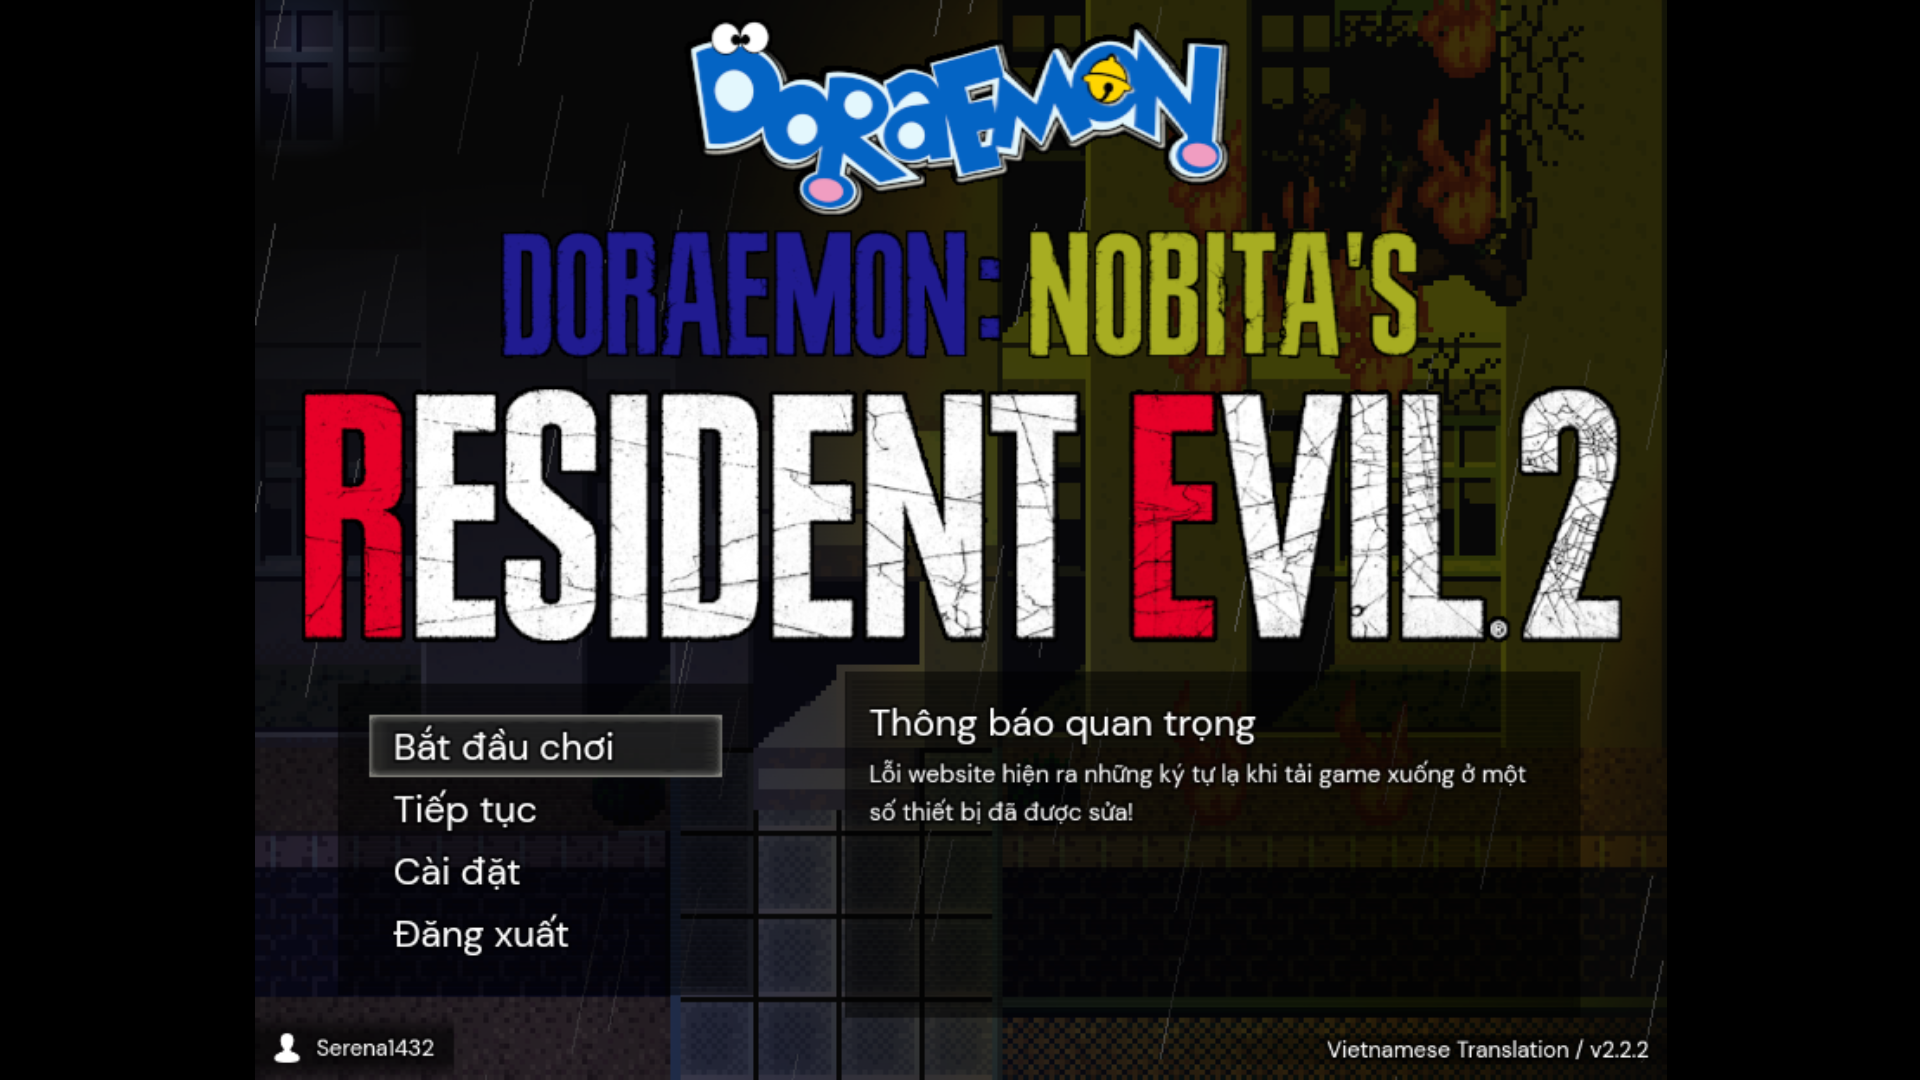 DORAEMON
DORAEMON: NOBITA'S
RESIDENT EVIL.2
Bắt đầu chơi
Tiếp tục
Cài đặt
Đăng xuất
Thông báo quan trọng
Lỗi website hiện ra những ký tự lạ khi tải game xuống ở một
số thiết bị đã được sửa!
Serena1432
Vietnamese Translation / v2.2.2